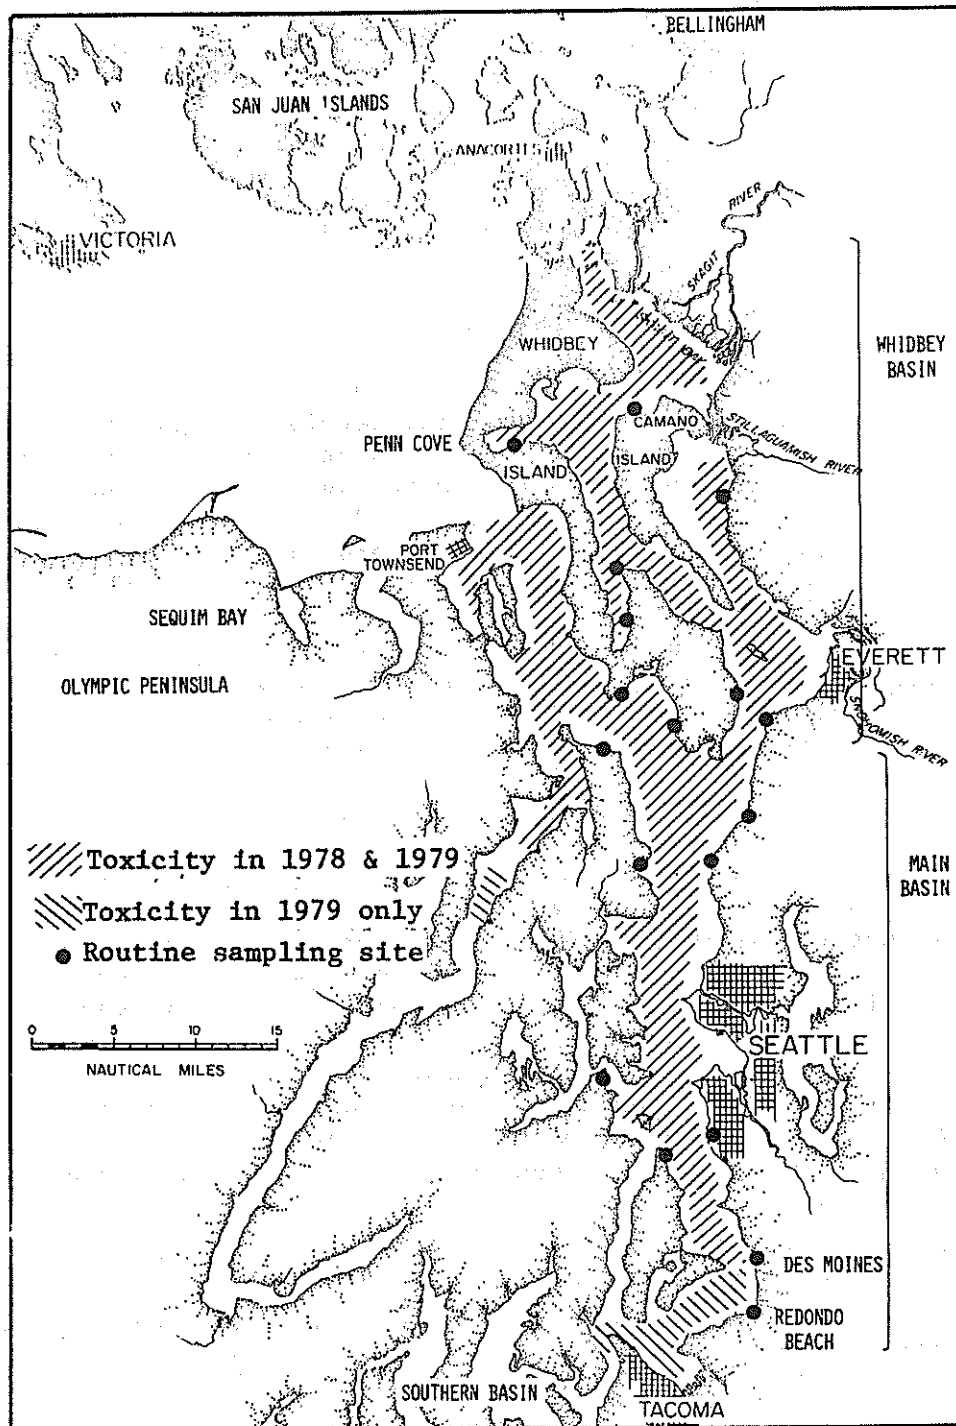 BELLINGHAM
SAN JUAN ISLANDS
ANACORTES
VICTORIA
SKAGIT
RIVER
WHIDBEY
WHIDBEY
BASIN
CAMANO
STILLAGUAMISH RIVER
PENN COVE
ISLAND
ISLAND
PORT
TOWNSEND
SEQUIM BAY
EVERETT
OLYMPIC PENINSULA
SNOHOMISH RIVER
Toxicity in 1978 & 1979
MAIN
BASIN
Toxicity in 1979 only
Routine sampling site
0 5 10 15
NAUTICAL MILES
SEATTLE
DES MOINES
REDONDO
BEACH
SOUTHERN BASIN
TACOMA